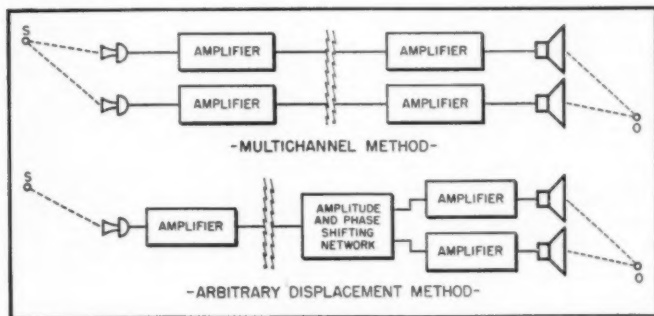 S
AMPLIFIER AMPLIFIER
AMPLIFIER AMPLIFIER
O
-MULTICHANNEL METHOD-
S
AMPLIFIER
AMPLITUDE
AND PHASE
SHIFTING
NETWORK
AMPLIFIER
AMPLIFIER
O
-ARBITRARY DISPLACEMENT METHOD-